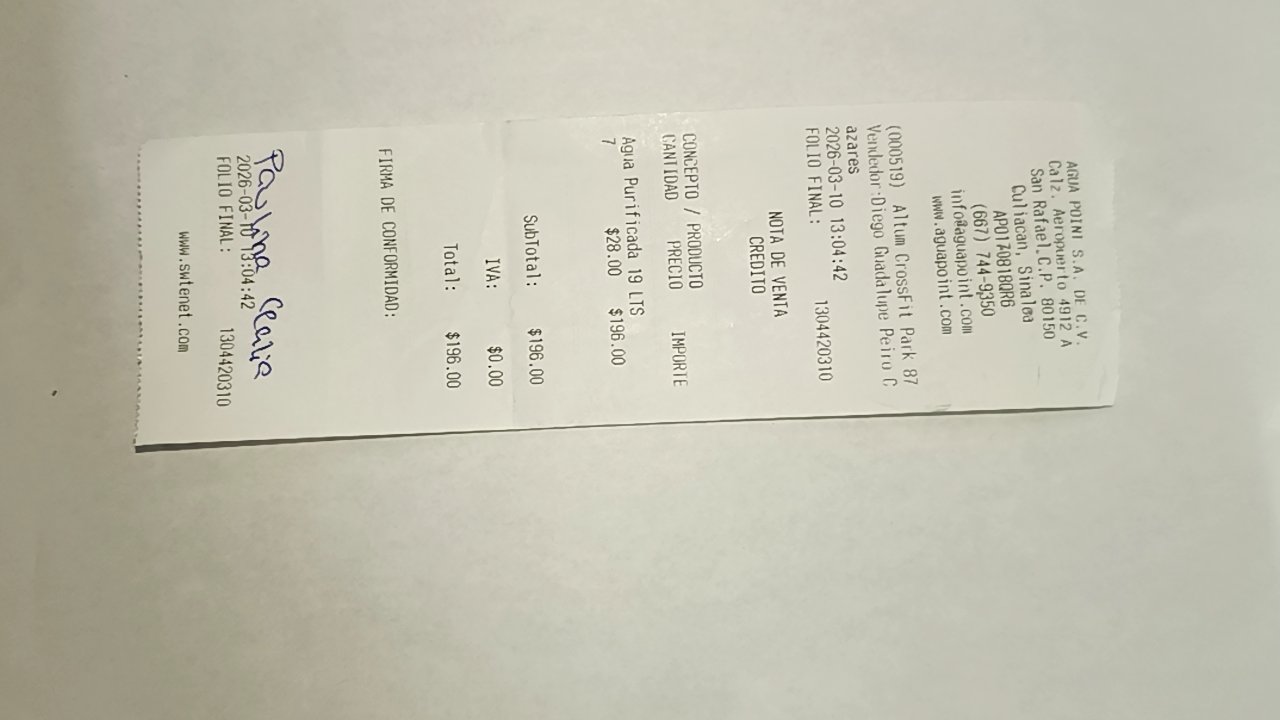 AGUA POINT S.A. DE C.V.
Calz. Aeropuerto 4912 A
San Rafael C.P. 80150
Culiacan, Sinaloa
APO170818QR6
(667) 744-9350
info@aguapoint.com
www.aguapoint.com
(000519) Altum CrossFit Park 87
Vendedor:Diego Guadalupe Peiro C
azares
2026-03-10 13:04:42
FOLIO FINAL: 1304420310
NOTA DE VENTA
CREDITO
CONCEPTO / PRODUCTO
CANTIDAD PRECIO IMPORTE
Agua Purificada 19 LTS
7 $28.00 $196.00
SubTotal: $196.00
IVA: $0.00
Total: $196.00
FIRMA DE CONFORMIDAD:
Paulina
2026-03-10 13:04:42
FOLIO FINAL: 1304420310
www.swtenet.com